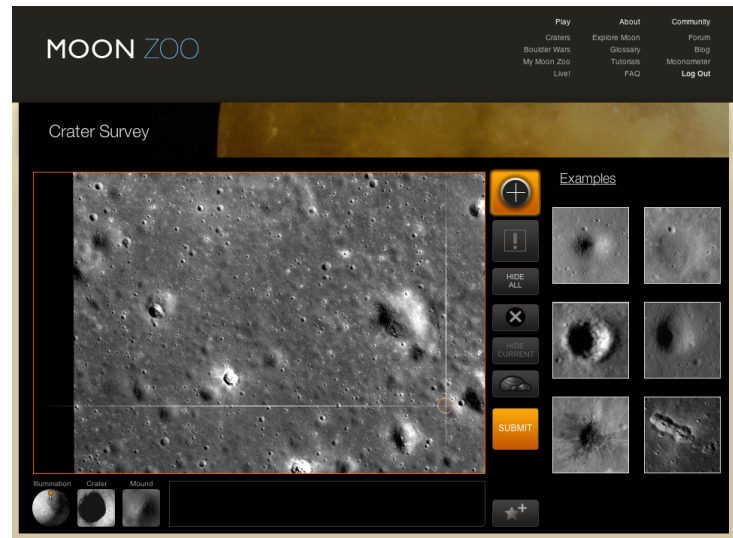 MOON ZOO
Play
Craters
Boulder Wars
My Moon Zoo
Live!
About
Explore Moon
Glossary
Tutorials
FAQ
Community
Forum
Blog
Moonometer
Log Out
Crater Survey
HIDE
ALL
HIDE
CURRENT
SUBMIT
Examples
Illumination
Crater
Mound